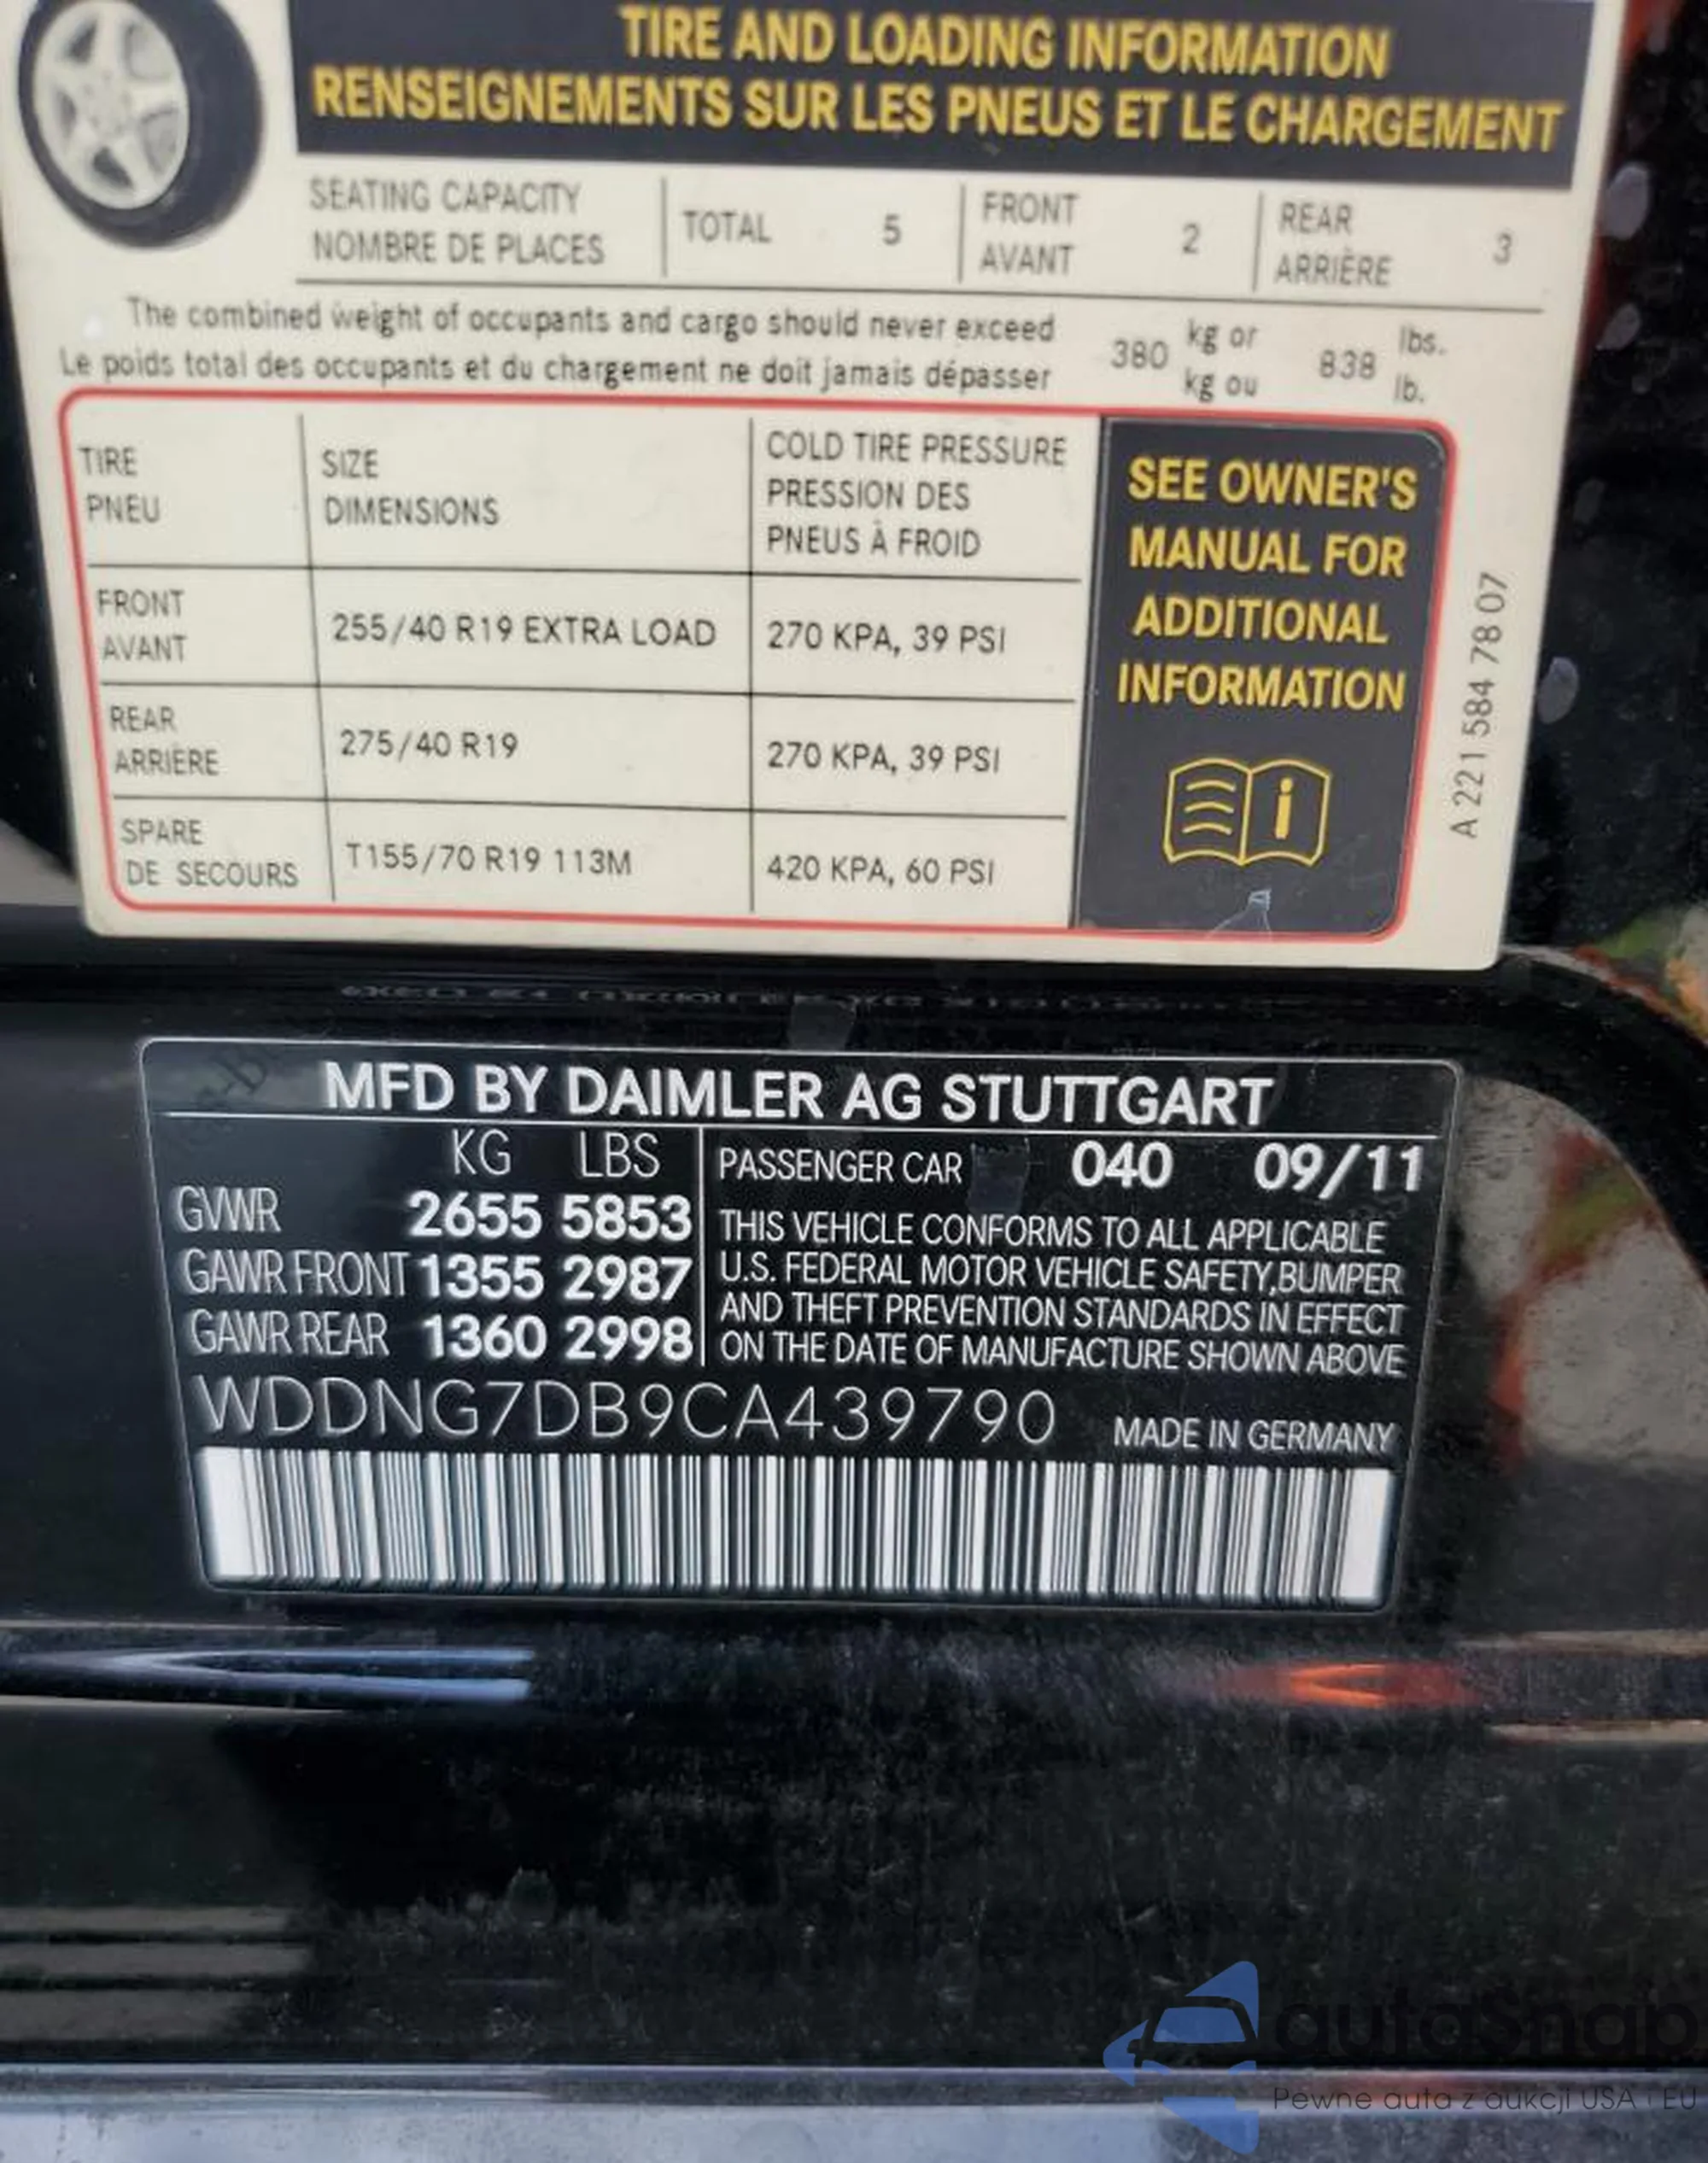 TIRE AND LOADING INFORMATION
RENSEIGNEMENTS SUR LES PNEUS ET LE CHARGEMENT
SEATING CAPACITY
NOMBRE DE PLACES
TOTAL 5
FRONT
AVANT
2
REAR
ARRIÈRE
3
The combined weight of occupants and cargo should never exceed
Le poids total des occupants et du chargement ne doit jamais dépasser
380
kg or
kg ou
838
lbs.
lb.
TIRE
PNEU
SIZE
DIMENSIONS
COLD TIRE PRESSURE
PRESSION DES
PNEUS À FROID
FRONT
AVANT
255/40 R19 EXTRA LOAD
270 KPA, 39 PSI
REAR
ARRIÈRE
275/40 R19
270 KPA, 39 PSI
SPARE
DE SECOURS
T155/70 R19 113M
420 KPA, 60 PSI
SEE OWNER'S
MANUAL FOR
ADDITIONAL
INFORMATION
i
A 221 584 78 07
MFD BY DAIMLER AG STUTTGART
KG LBS
GVWR 2655 5853
GAWR FRONT 1355 2987
GAWR REAR 1360 2998
PASSENGER CAR 040 09/11
THIS VEHICLE CONFORMS TO ALL APPLICABLE
U.S. FEDERAL MOTOR VEHICLE SAFETY,BUMPER
AND THEFT PREVENTION STANDARDS IN EFFECT
ON THE DATE OF MANUFACTURE SHOWN ABOVE
WDDNG7DB9CA439790
MADE IN GERMANY
autaSnap
Pewne auta z aukcji USA i EU